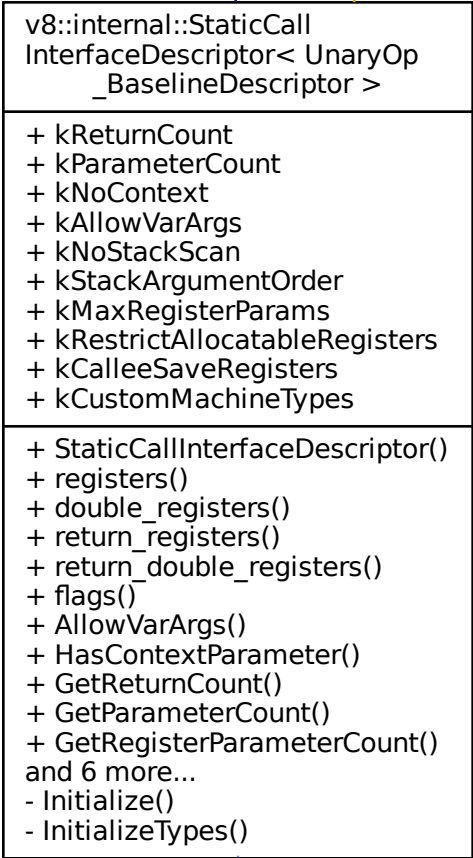 v8::internal::StaticCall
InterfaceDescriptor< UnaryOp
_BaselineDescriptor >
+ kReturnCount
+ kParameterCount
+ kNoContext
+ kAllowVarArgs
+ kNoStackScan
+ kStackArgumentOrder
+ kMaxRegisterParams
+ kRestrictAllocatableRegisters
+ kCalleeSaveRegisters
+ kCustomMachineTypes
+ StaticCallInterfaceDescriptor()
+ registers()
+ double_registers()
+ return_registers()
+ return_double_registers()
+ flags()
+ AllowVarArgs()
+ HasContextParameter()
+ GetReturnCount()
+ GetParameterCount()
+ GetRegisterParameterCount()
and 6 more...
- Initialize()
- InitializeTypes()